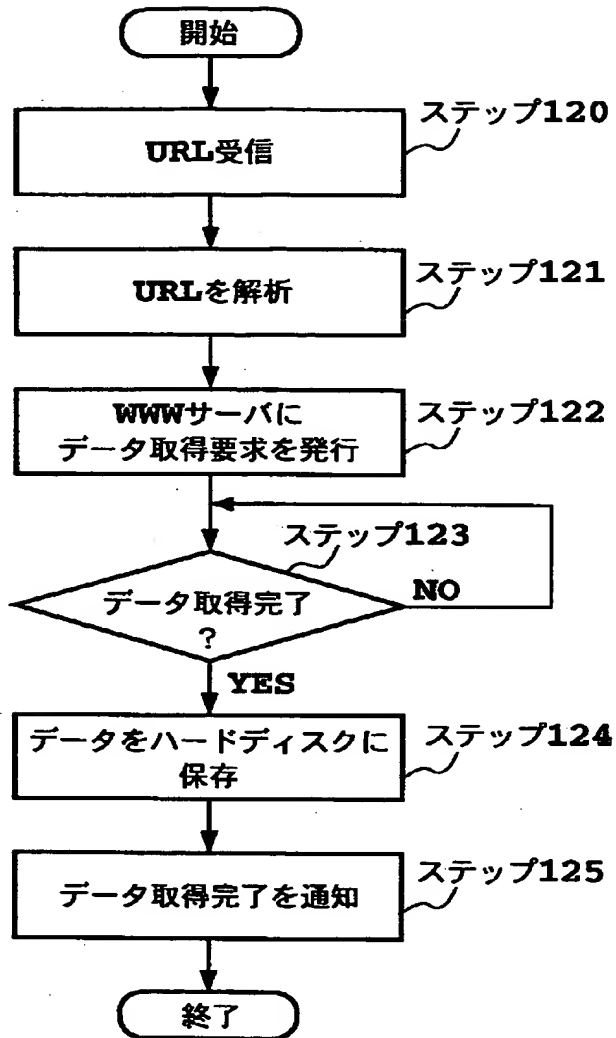 開始
ステップ120
URL受信
ステップ121
URLを解析
ステップ122
WWWサーバに
データ取得要求を発行
ステップ123
データ取得完了
?
NO
YES
ステップ124
データをハードディスクに
保存
ステップ125
データ取得完了を通知
終了